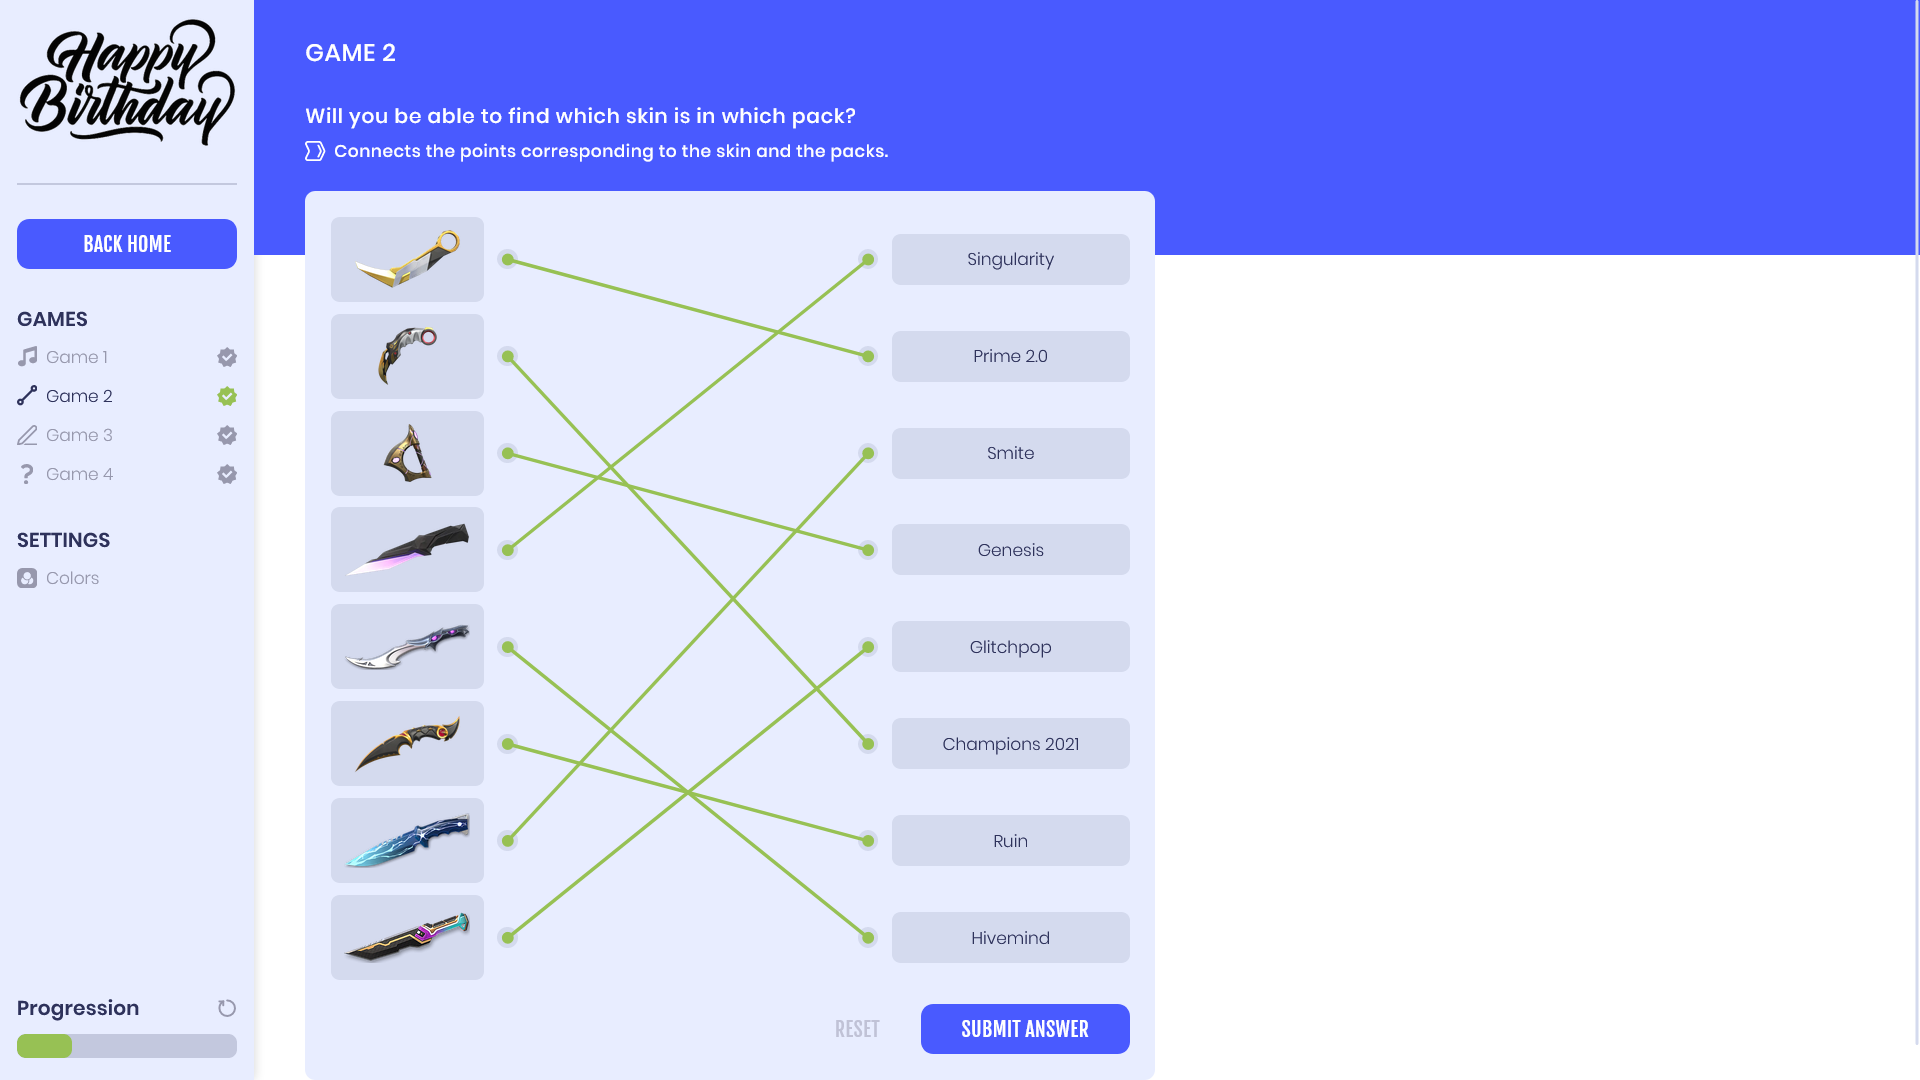 Happy
Birthday
BACK HOME
GAMES
Game 1
Game 2
Game 3
Game 4
SETTINGS
Colors
Progression
GAME 2
Will you be able to find which skin is in which pack?
Connects the points corresponding to the skin and the packs.
Singularity
Prime 2.0
Smite
Genesis
Glitchpop
Champions 2021
Ruin
Hivemind
RESET
SUBMIT ANSWER